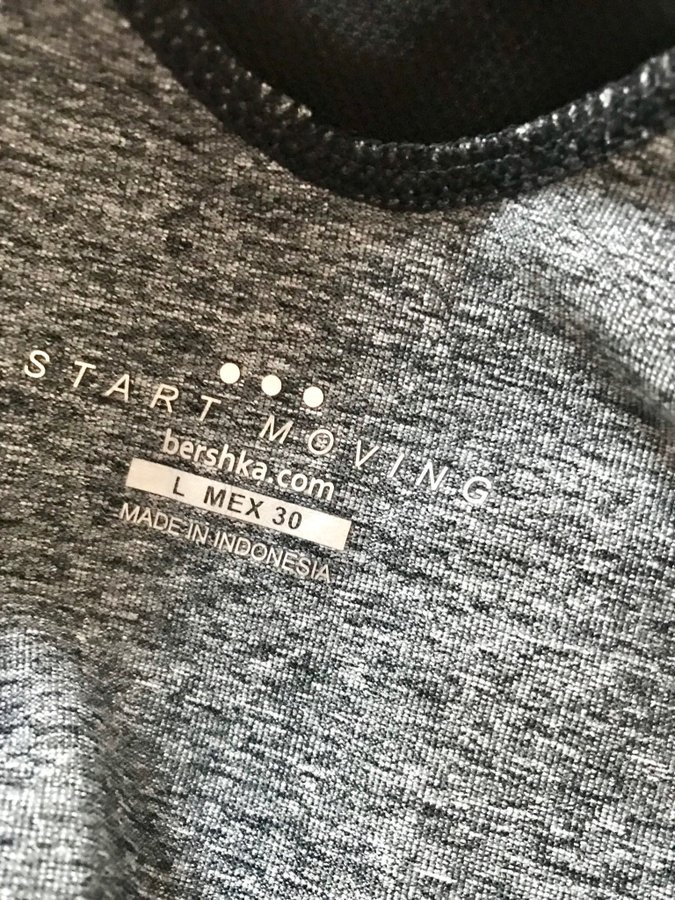 START MOVING
bershka.com
L MEX 30
MADE IN INDONESIA